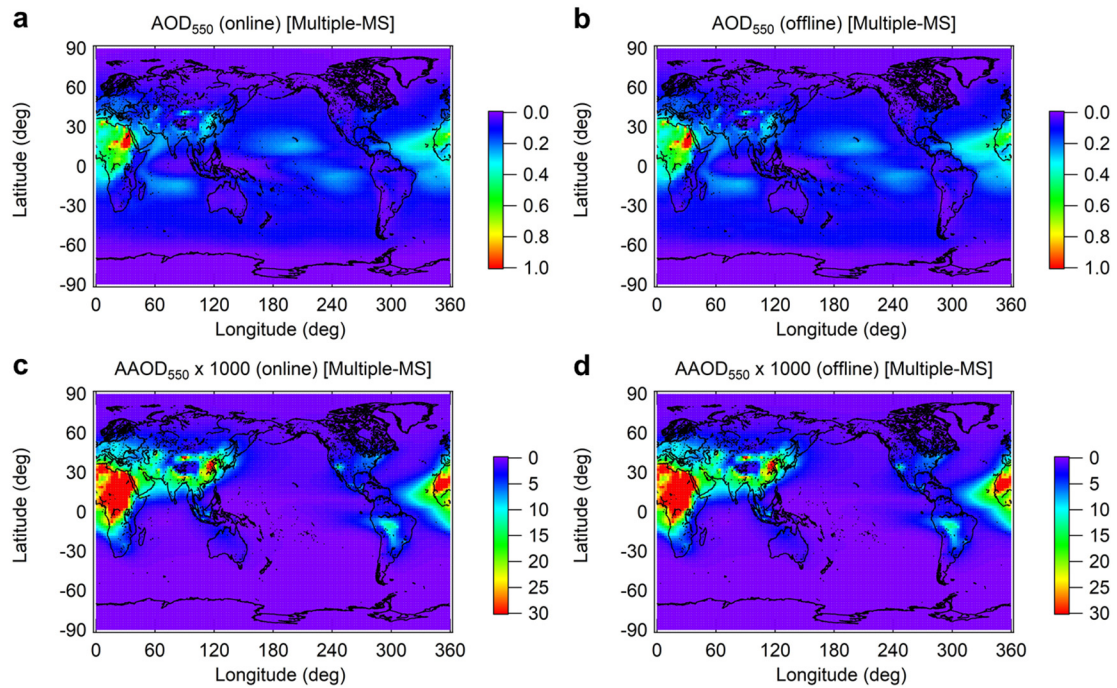 a
AOD550 (online) [Multiple-MS]
90
60
30
0
-30
-60
-90
Latitude (deg)
0 60 120 180 240 300 360
Longitude (deg)
0.0
0.2
0.4
0.6
0.8
1.0
b
AOD550 (offline) [Multiple-MS]
90
60
30
0
-30
-60
-90
Latitude (deg)
0 60 120 180 240 300 360
Longitude (deg)
0.0
0.2
0.4
0.6
0.8
1.0
c
AAOD550 x 1000 (online) [Multiple-MS]
90
60
30
0
-30
-60
-90
Latitude (deg)
0 60 120 180 240 300 360
Longitude (deg)
0
5
10
15
20
25
30
d
AAOD550 x 1000 (offline) [Multiple-MS]
90
60
30
0
-30
-60
-90
Latitude (deg)
0 60 120 180 240 300 360
Longitude (deg)
0
5
10
15
20
25
30